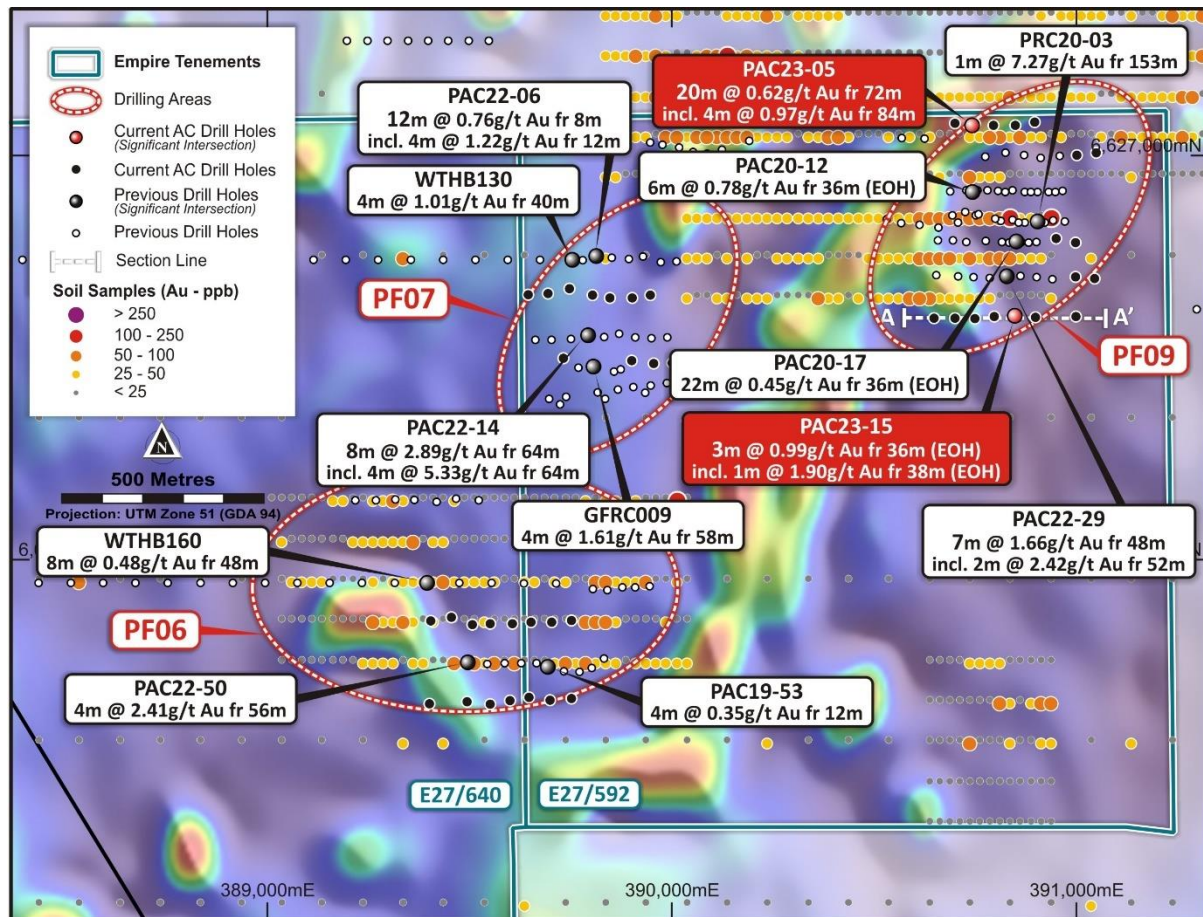 Empire Tenements
Drilling Areas
Current AC Drill Holes
(Significant Intersection)
Current AC Drill Holes
Previous Drill Holes
(Significant Intersection)
Previous Drill Holes
Section Line
Soil Samples (Au - ppb)
> 250
100 - 250
50 - 100
25 - 50
< 25
N
500 Metres
Projection: UTM Zone 51 (GDA 94)
PRC20-03
1m @ 7.27g/t Au fr 153m
PAC23-05
20m @ 0.62g/t Au fr 72m
incl. 4m @ 0.97g/t Au fr 84m
PAC22-06
12m @ 0.76g/t Au fr 8m
incl. 4m @ 1.22g/t Au fr 12m
6,627,000mN
PAC20-12
6m @ 0.78g/t Au fr 36m (EOH)
WTHB130
4m @ 1.01g/t Au fr 40m
PF07
A
A'
PF09
PAC20-17
22m @ 0.45g/t Au fr 36m (EOH)
PAC22-14
8m @ 2.89g/t Au fr 64m
incl. 4m @ 5.33g/t Au fr 64m
PAC23-15
3m @ 0.99g/t Au fr 36m (EOH)
incl. 1m @ 1.90g/t Au fr 38m (EOH)
GFRC009
4m @ 1.61g/t Au fr 58m
PAC22-29
7m @ 1.66g/t Au fr 48m
incl. 2m @ 2.42g/t Au fr 52m
WTHB160
8m @ 0.48g/t Au fr 48m
PF06
PAC22-50
4m @ 2.41g/t Au fr 56m
PAC19-53
4m @ 0.35g/t Au fr 12m
E27/640
E27/592
389,000mE
390,000mE
391,000mE